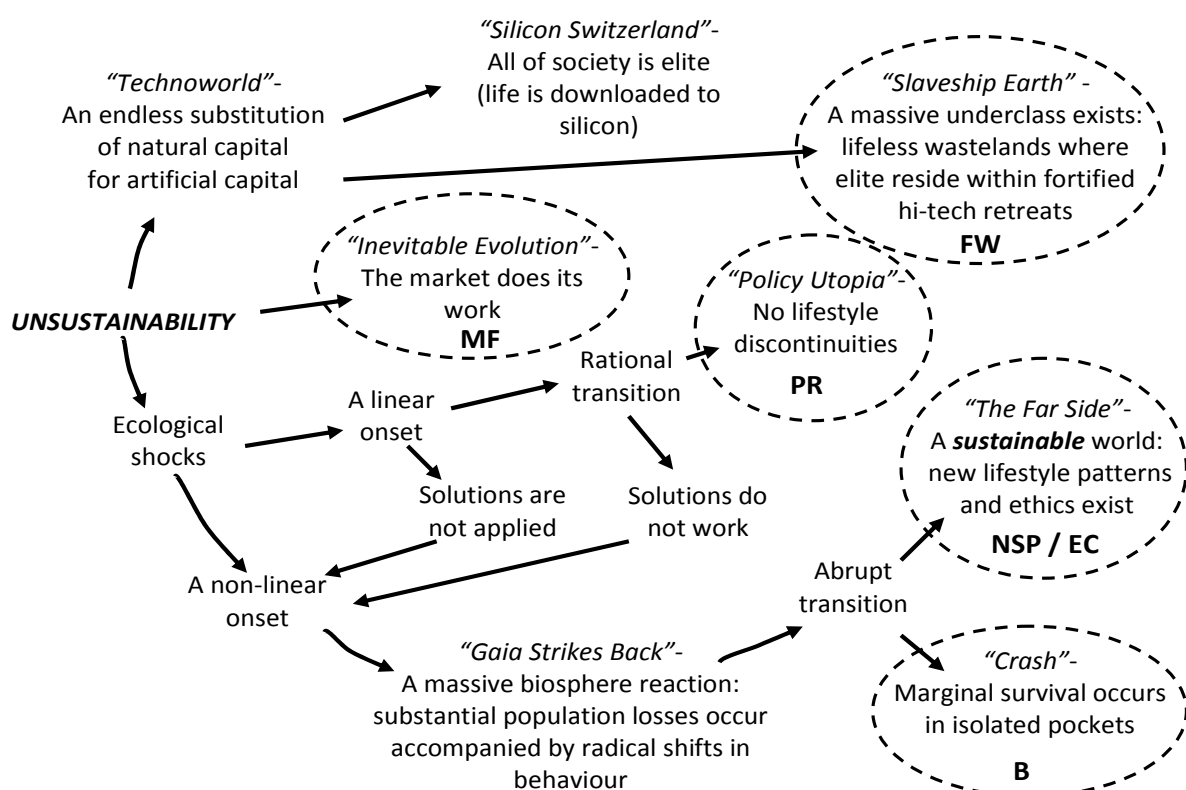 “Silicon Switzerland”-
All of society is elite
(life is downloaded to
silicon)
“Technoworld”-
An endless substitution
of natural capital
for artificial capital
“Slaveship Earth” -
A massive underclass exists:
lifeless wastelands where
elite reside within fortified
hi-tech retreats
FW
“Inevitable Evolution”-
The market does its
work
MF
“Policy Utopia”-
No lifestyle
discontinuities
PR
UNSUSTAINABILITY
Rational
transition
A linear
onset
Ecological
shocks
“The Far Side”-
A sustainable world:
new lifestyle patterns
and ethics exist
NSP / EC
Solutions are
not applied
Solutions do
not work
A non-linear
onset
Abrupt
transition
“Gaia Strikes Back”-
A massive biosphere reaction:
substantial population losses occur
accompanied by radical shifts in
behaviour
“Crash”-
Marginal survival occurs
in isolated pockets
B